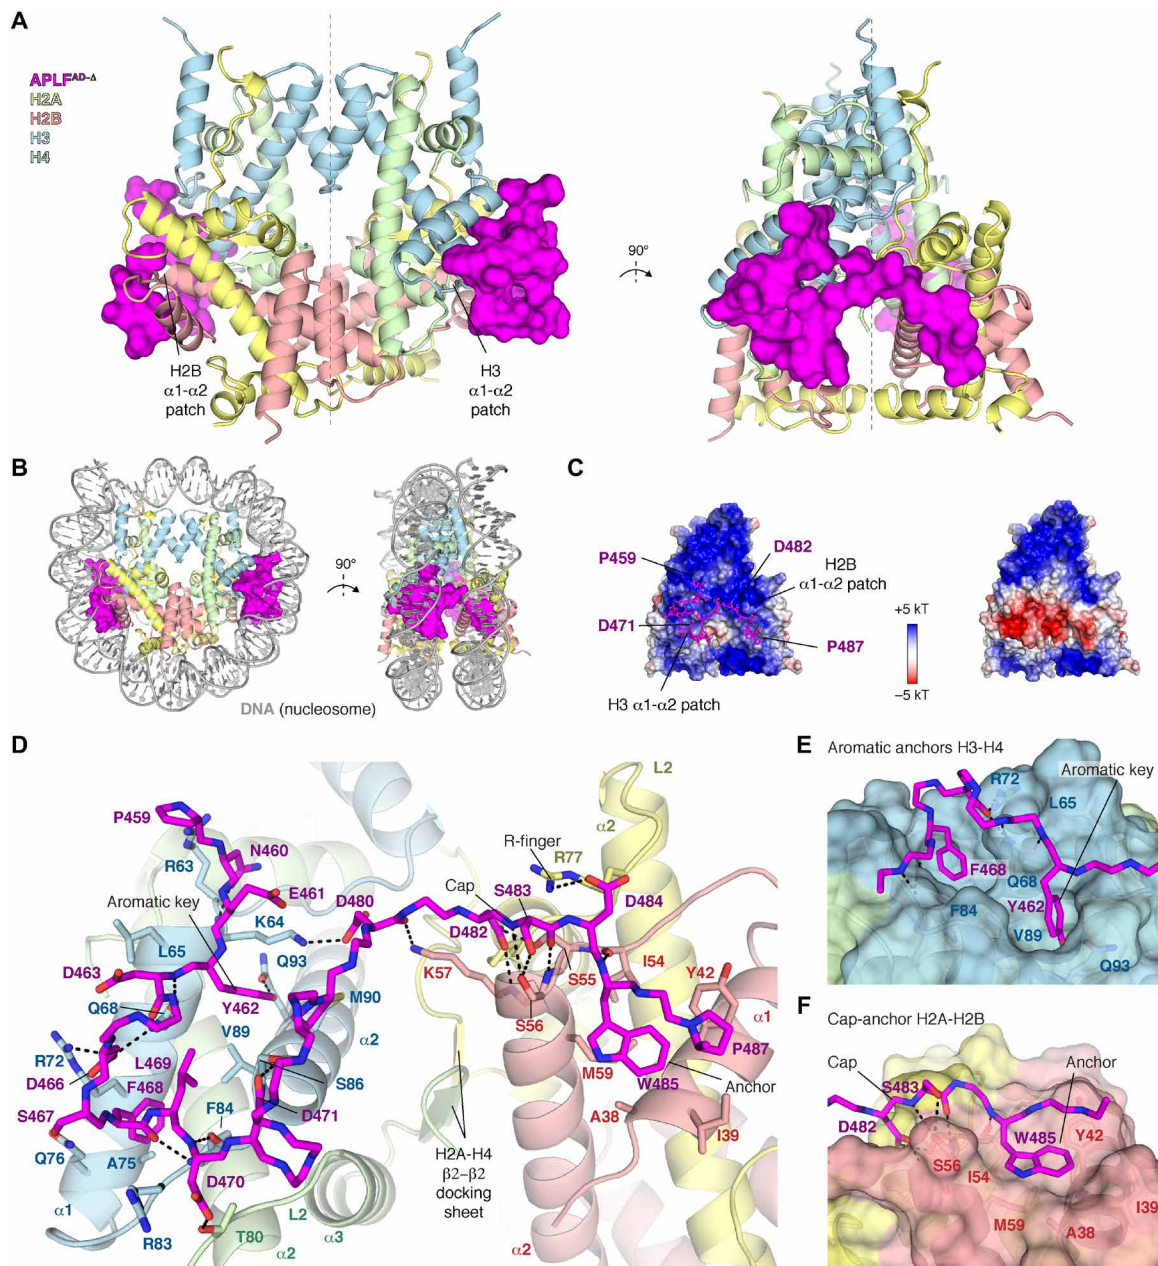 A
APLFAD-Δ
H2A
H2B
H3
H4
H2B
α1-α2
patch
H3
α1-α2
patch
90°
B
90°
DNA (nucleosome)
C
P459
D482
H2B
α1-α2 patch
D471
P487
H3 α1-α2 patch
+5 kT
–5 kT
D
P459
R63
N460
E461
Aromatic key
K64
D480
L65
Q93
D463
Q68
Y462
M90
R72
V89
α2
D466
L469
S86
S467
F468
F84
D471
Q76
A75
D470
α1
L2
R83
T80
α3
α2
L2
α2
R-finger
R77
Cap
S483
D482
D484
K57
S55
I54
Y42
S56
α1
P487
M59
W485
Anchor
A38
I39
H2A-H4
β2–β2
docking
sheet
α2
E
Aromatic anchors H3-H4
R72
Aromatic key
L65
F468
Q68
Y462
F84
V89
Q93
F
Cap-anchor H2A-H2B
Cap
S483
Anchor
D482
W485
Y42
S56
I54
I39
M59
A38